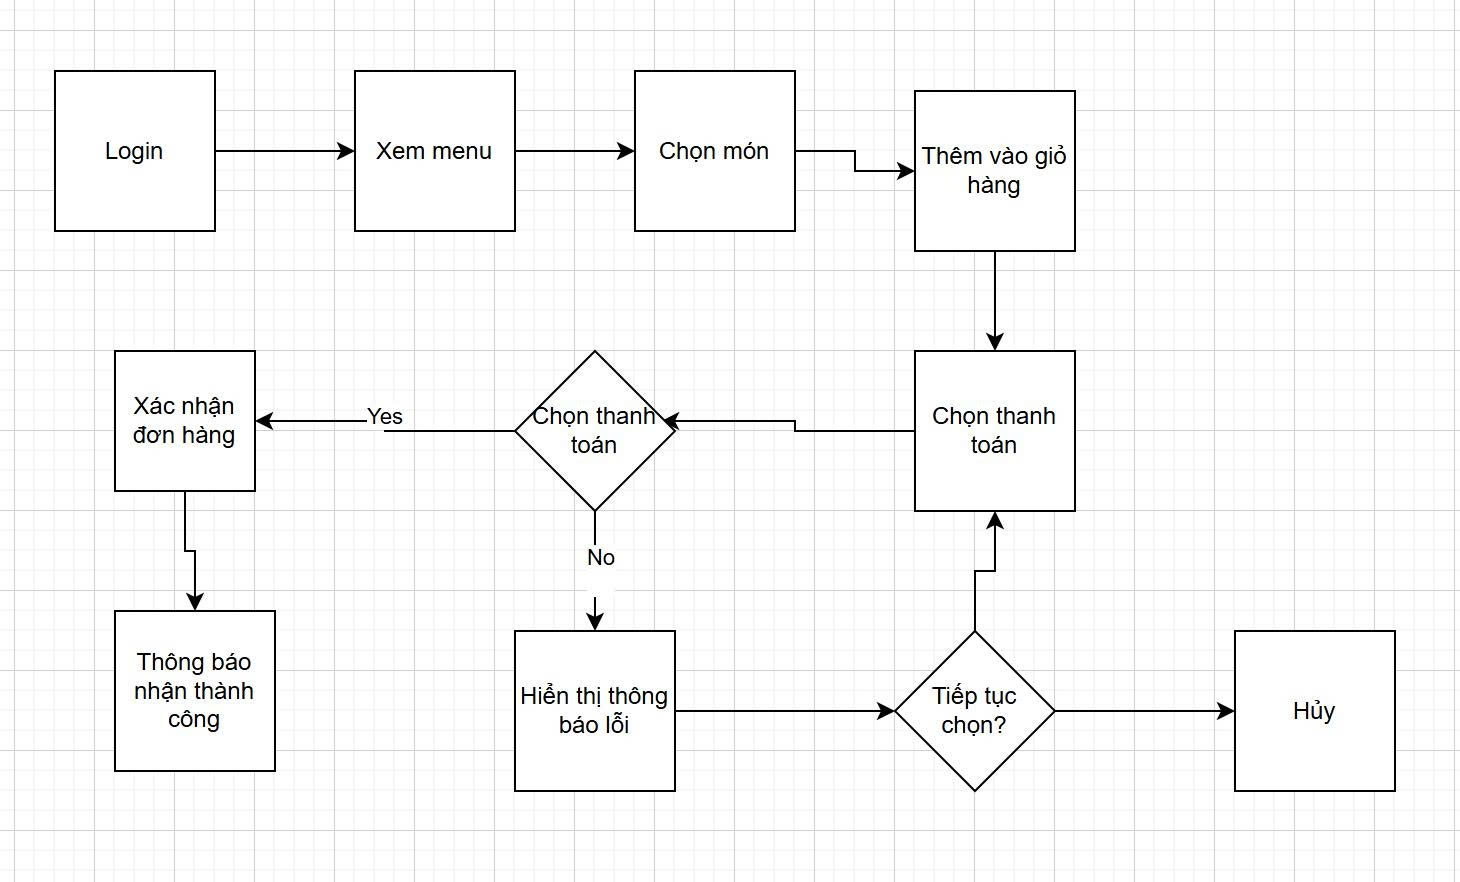 Login
Xem menu
Chọn món
Thêm vào giỏ
hàng
Xác nhận
đơn hàng
Yes
Chọn thanh
toán
Chọn thanh
toán
No
Thông báo
nhận thành
công
Hiển thị thông
báo lỗi
Tiếp tục
chọn?
Hủy